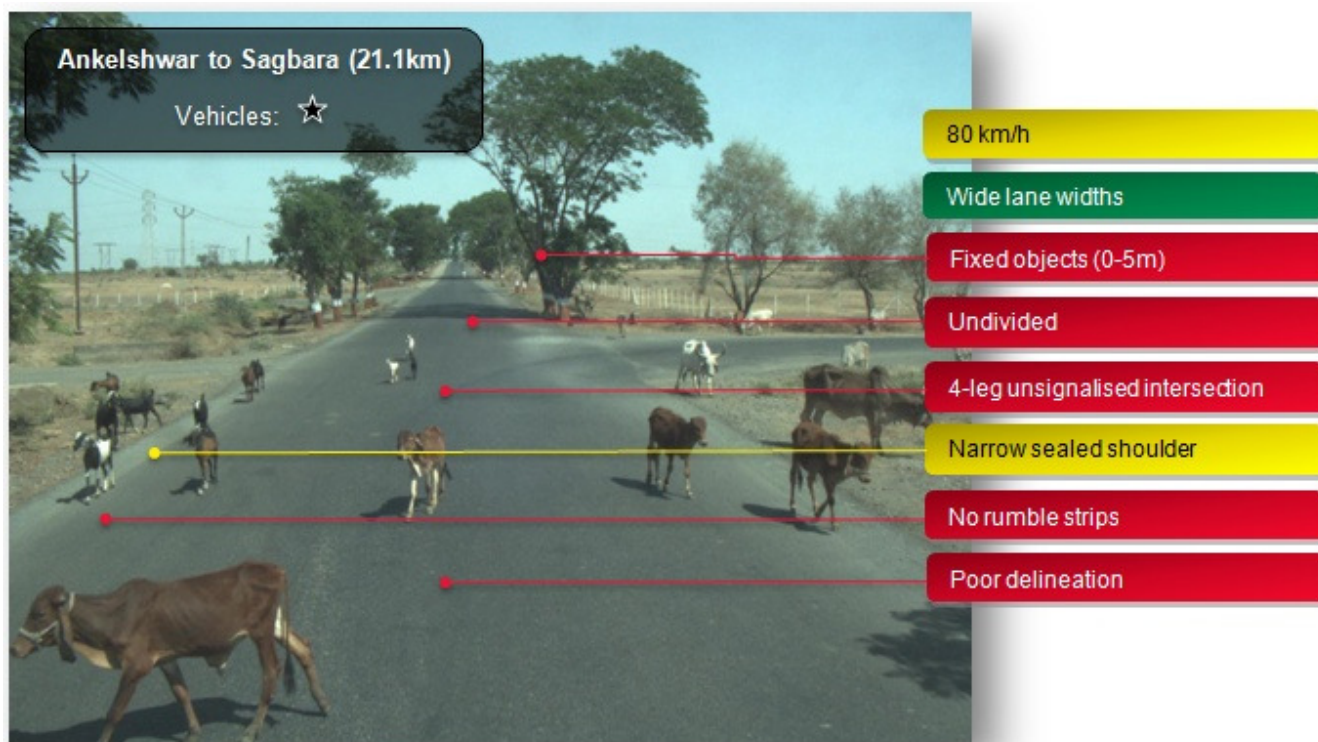 Ankelshwar to Sagbara (21.1km)
Vehicles:
80 km/h
Wide lane widths
Fixed objects (0-5m)
Undivided
4-leg unsignalised intersection
Narrow sealed shoulder
No rumble strips
Poor delineation